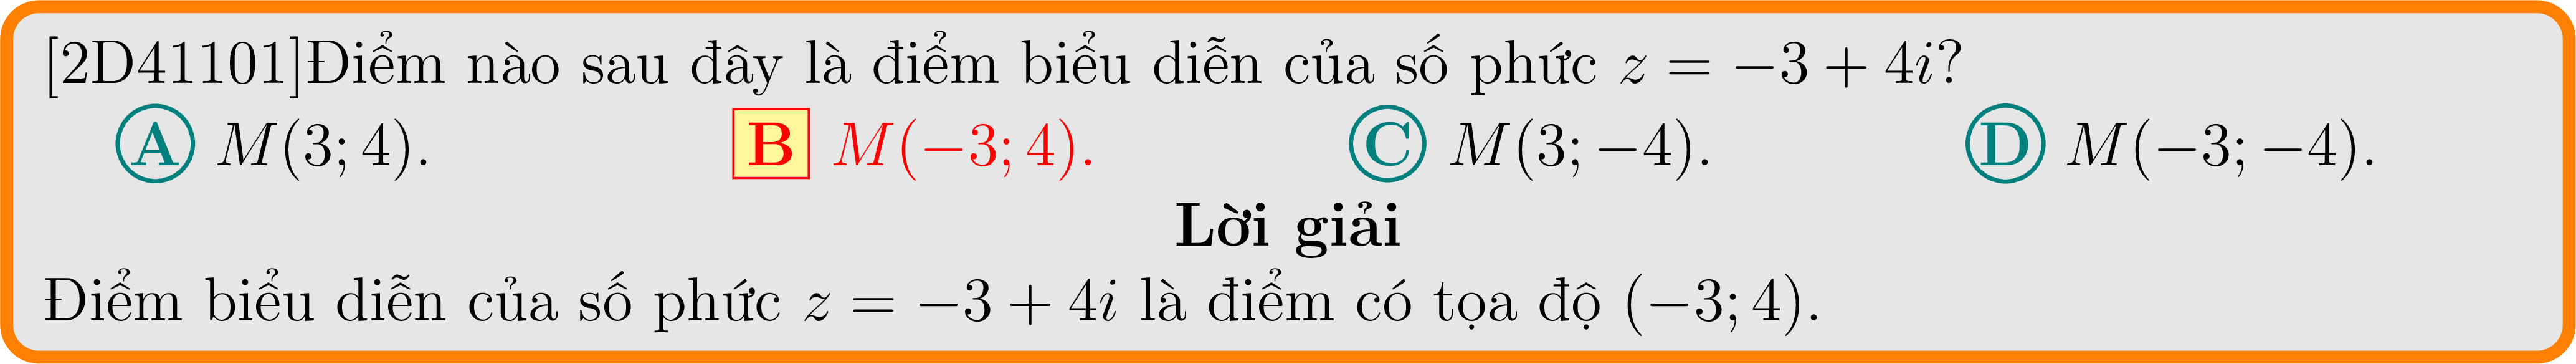 [2D41101]Điểm nào sau đây là điểm biểu diễn của số phức z = −3 + 4i?
A M(3; 4). B M(−3; 4). C M(3; −4). D M(−3; −4).
Lời giải
Điểm biểu diễn của số phức z = −3 + 4i là điểm có tọa độ (−3; 4).